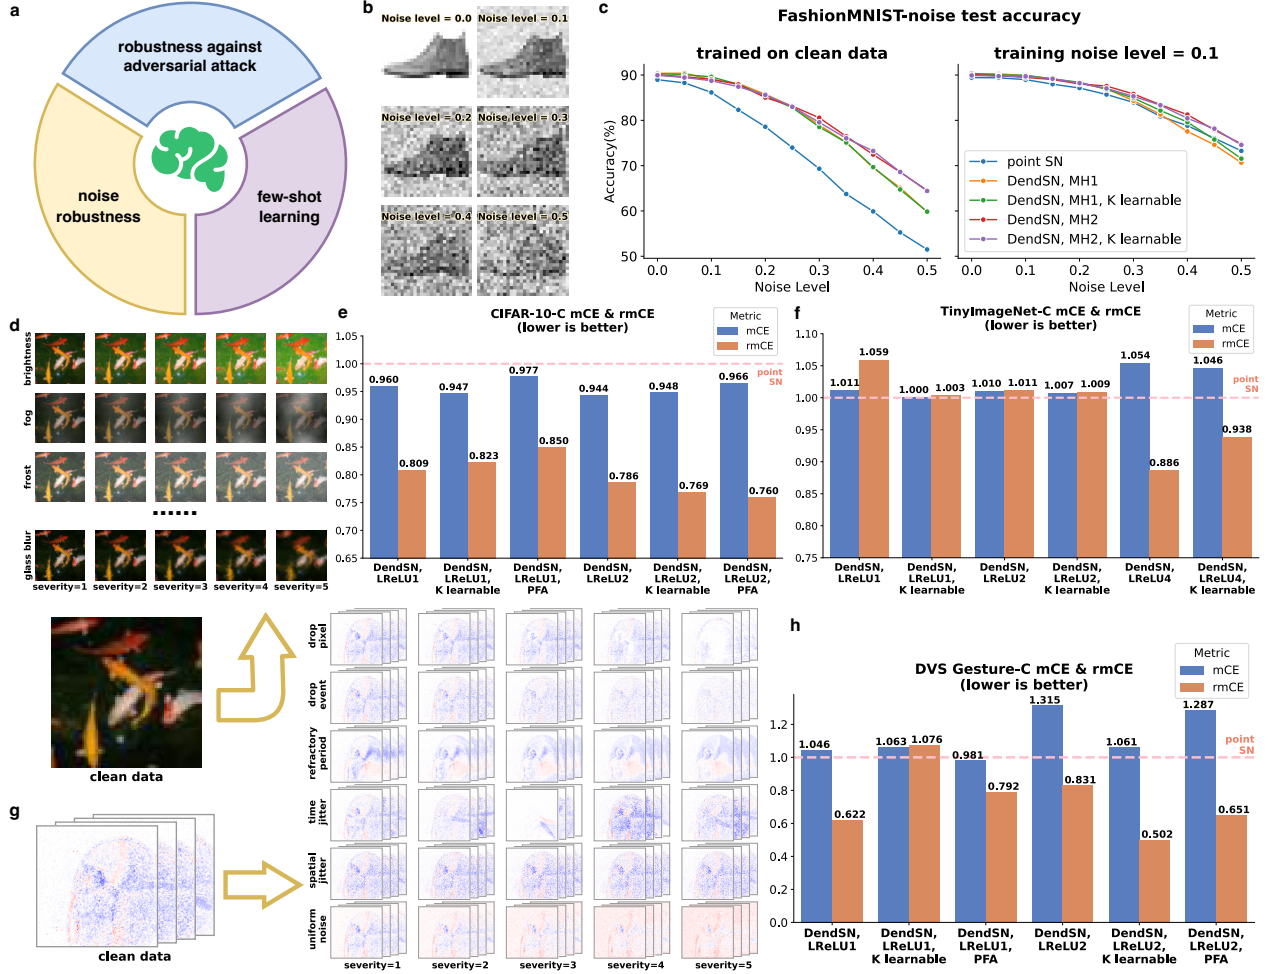 a
robustness against
adversarial attack
noise
robustness
few-shot
learning
b
Noise level = 0.0
Noise level = 0.1
Noise level = 0.2
Noise level = 0.3
Noise level = 0.4
Noise level = 0.5
c
FashionMNIST-noise test accuracy
trained on clean data
training noise level = 0.1
Accuracy(%)
90
80
70
60
50
0.0 0.1 0.2 0.3 0.4 0.5
Noise Level
0.0 0.1 0.2 0.3 0.4 0.5
Noise Level
point SN
DendSN, MH1
DendSN, MH1, K learnable
DendSN, MH2
DendSN, MH2, K learnable
d
brightness
fog
frost
......
glass blur
severity=1 severity=2 severity=3 severity=4 severity=5
clean data
e
CIFAR-10-C mCE & rmCE
(lower is better)
Metric
mCE
rmCE
point
SN
1.05
1.00
0.95
0.90
0.85
0.80
0.75
0.70
0.65
0.960
0.809
0.947
0.823
0.977
0.850
0.944
0.786
0.948
0.769
0.966
0.760
DendSN,
LReLU1
DendSN,
LReLU1,
K learnable
DendSN,
LReLU1,
PFA
DendSN,
LReLU2
DendSN,
LReLU2,
K learnable
DendSN,
LReLU2,
PFA
f
TinyImageNet-C mCE & rmCE
(lower is better)
Metric
mCE
rmCE
point
SN
1.10
1.05
1.00
0.95
0.90
0.85
0.80
0.75
1.011
1.059
1.000
1.003
1.010
1.011
1.007
1.009
1.054
0.886
1.046
0.938
DendSN,
LReLU1
DendSN,
LReLU1,
K learnable
DendSN,
LReLU2
DendSN,
LReLU2,
K learnable
DendSN,
LReLU4
DendSN,
LReLU4,
K learnable
g
clean data
drop
pixel
drop
event
refractory
period
time
jitter
spatial
jitter
uniform
noise
severity=1 severity=2 severity=3 severity=4 severity=5
h
DVS Gesture-C mCE & rmCE
(lower is better)
Metric
mCE
rmCE
point
SN
1.2
1.0
0.8
0.6
0.4
0.2
0.0
1.046
0.622
1.063
1.076
0.981
0.792
1.315
0.831
1.061
0.502
1.287
0.651
DendSN,
LReLU1
DendSN,
LReLU1,
K learnable
DendSN,
LReLU1,
PFA
DendSN,
LReLU2
DendSN,
LReLU2,
K learnable
DendSN,
LReLU2,
PFA